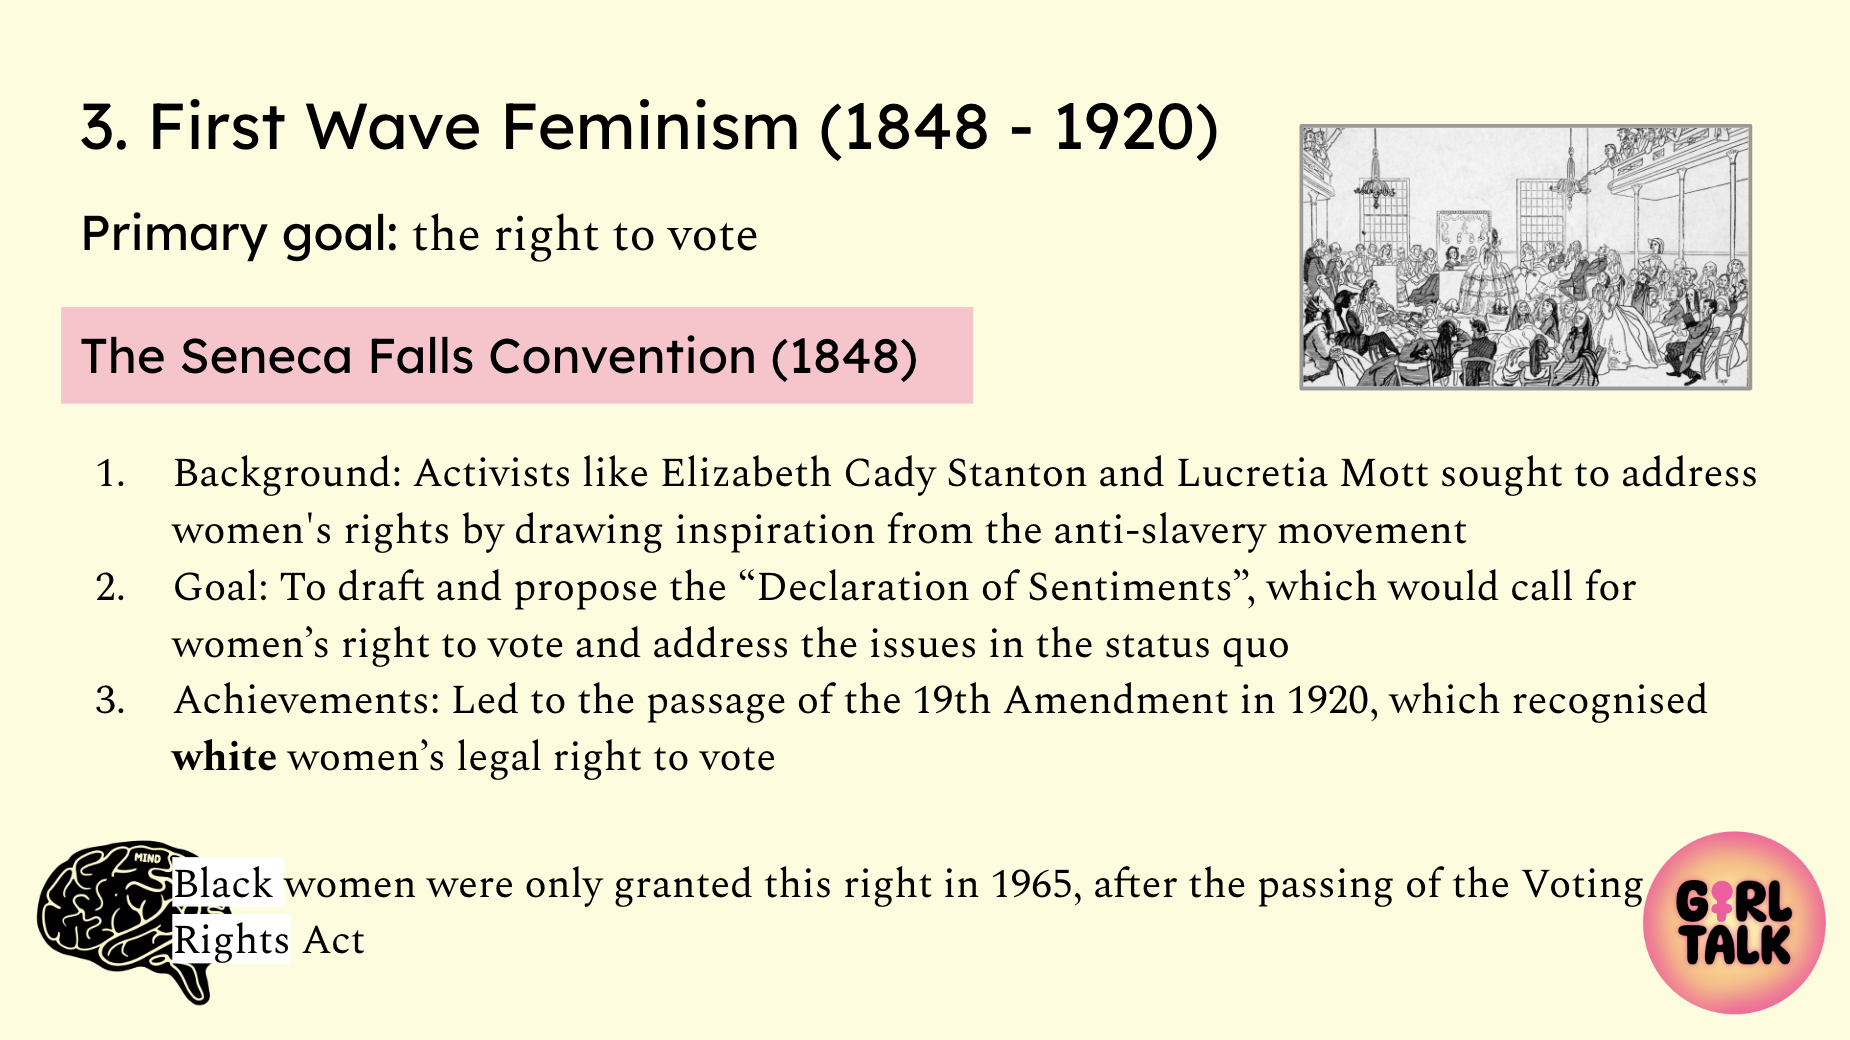 3. First Wave Feminism (1848 - 1920)
Primary goal: the right to vote
The Seneca Falls Convention (1848)
1. Background: Activists like Elizabeth Cady Stanton and Lucretia Mott sought to address
women's rights by drawing inspiration from the anti-slavery movement
2. Goal: To draft and propose the “Declaration of Sentiments”, which would call for
women’s right to vote and address the issues in the status quo
3. Achievements: Led to the passage of the 19th Amendment in 1920, which recognised
white women’s legal right to vote
MIND
Black women were only granted this right in 1965, after the passing of the Voting
Rights Act
GIRL
TALK